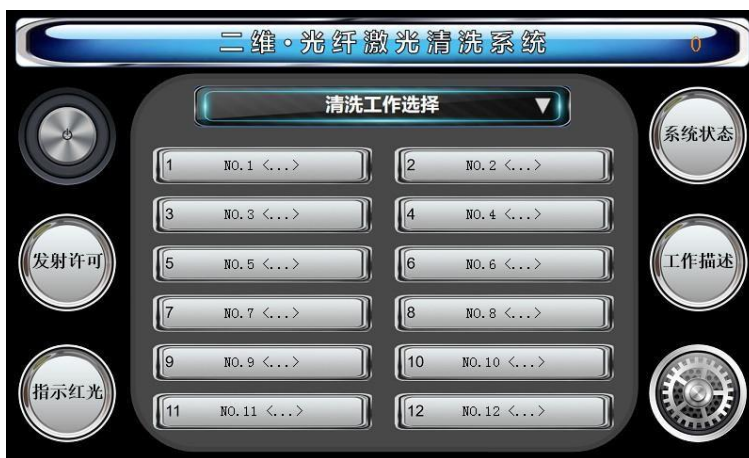 二维·光纤激光清洗系统
0
清洗工作选择
系统状态
1 NO.1 <...>
2 NO.2 <...>
3 NO.3 <...>
4 NO.4 <...>
发射许可
5 NO.5 <...>
6 NO.6 <...>
工作描述
7 NO.7 <...>
8 NO.8 <...>
9 NO.9 <...>
10 NO.10 <...>
指示红光
11 NO.11 <...>
12 NO.12 <...>